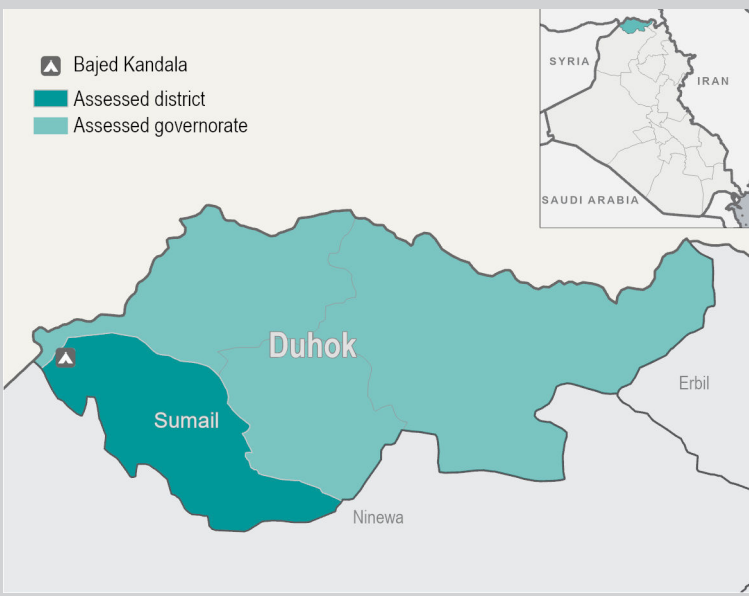 Bajed Kandala
Assessed district
Assessed governorate
SYRIA
IRAN
SAUDI ARABIA
Duhok
Erbil
Sumail
Ninewa